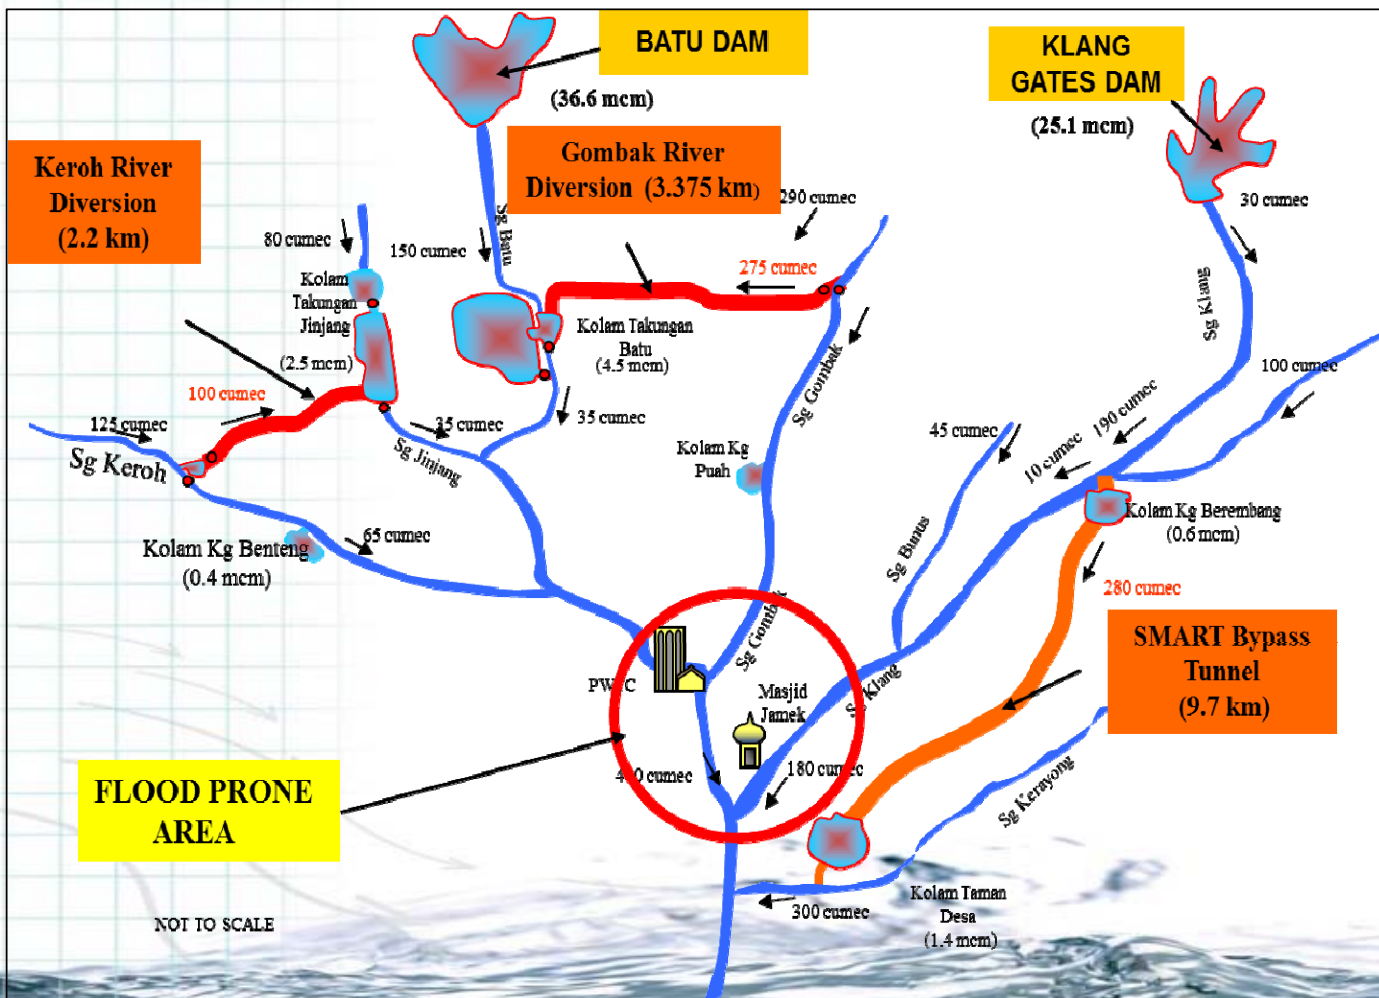 BATU DAM
(36.6 mcm)
KLANG
GATES DAM
(25.1 mcm)
Keroh River
Diversion
(2.2 km)
Gombak River
Diversion (3.375 km)
290 cumec
30 cumec
80 cumec
150 cumec
Sg Batu
275 cumec
Sg Klang
Kolam
Takungan
Jinjang
(2.5 mcm)
Kolam Takungan
Batu
(4.5 mcm)
Sg Gombak
100 cumec
100 cumec
125 cumec
Sg Keroh
35 cumec
Sg Jinjang
35 cumec
45 cumec
190 cumec
10 cumec
Kolam Kg
Puah
Kolam Kg Berembang
(0.6 mcm)
Kolam Kg Benteng
(0.4 mcm)
65 cumec
Sg Bunus
280 cumec
Sg Gombak
SMART Bypass
Tunnel
(9.7 km)
Masjid
Jamek
Klang
cumec
180 cumec
Sg Kerayong
FLOOD PRONE
AREA
300 cumec
Kolam Taman
Desa
(1.4 mcm)
NOT TO SCALE